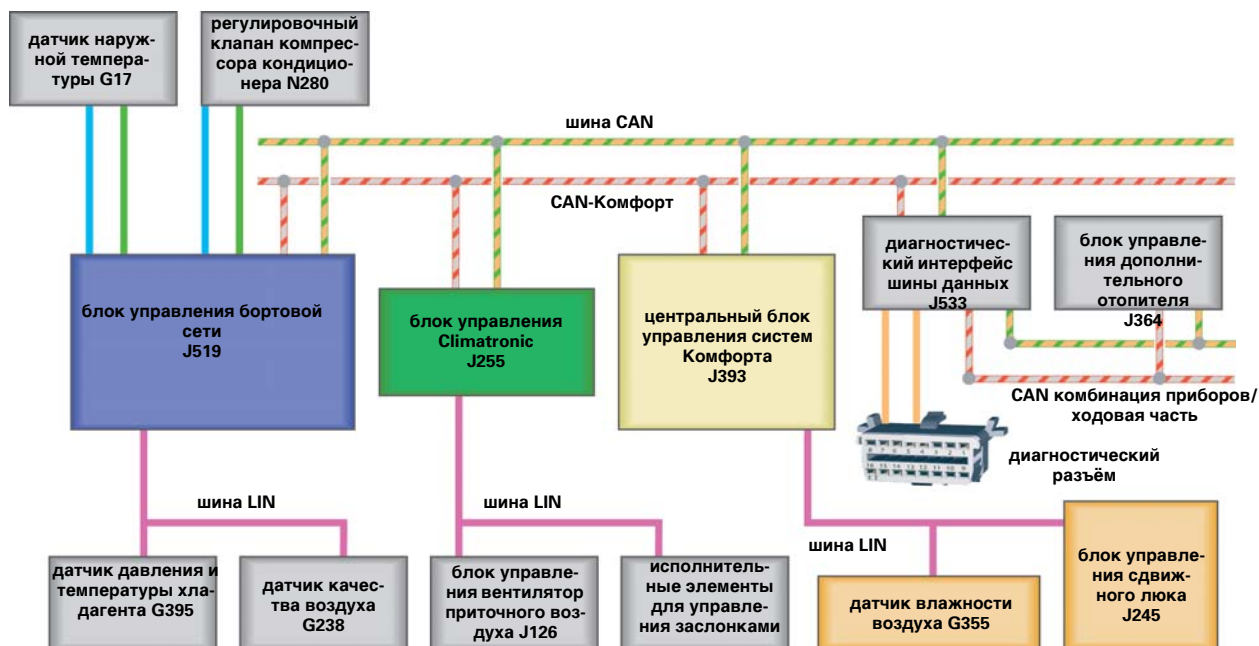 датчик наруж-
ной темпера-
туры G17
регулировочный
клапан компрес-
сора кондицио-
нера N280
шина CAN
CAN-Комфорт
блок управления бортовой
сети
J519
блок управления
Climatronic
J255
центральный блок
управления систем
Комфорта
J393
диагностичес-
кий интерфейс
шины данных
J533
блок управле-
ния дополни-
тельного
отопителя
J364
CAN комбинация приборов/
ходовая часть
диагностический
разъём
шина LIN
шина LIN
шина LIN
датчик давления и
температуры хла-
дагента G395
датчик качес-
тва воздуха
G238
блок управле-
ния вентилятор
приточного воз-
духа J126
исполнитель-
ные элементы
для управле-
ния заслонками
датчик влажности
воздуха G355
блок управле-
ния сдвиж-
ного люка
J245